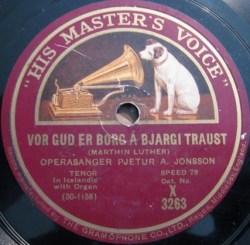 "HIS MASTER'S VOICE"
VOR GUD ER BORG Á BJARGI TRAUST
(MARTHIN LUTHER)
OPERASANGER PJETUR A. JONSSON
TENOR
In Icelandic
with Organ
(30-1158)
SPEED 78
Cat. No.
X
3263
THE GRAMOPHONE CO., LTD.